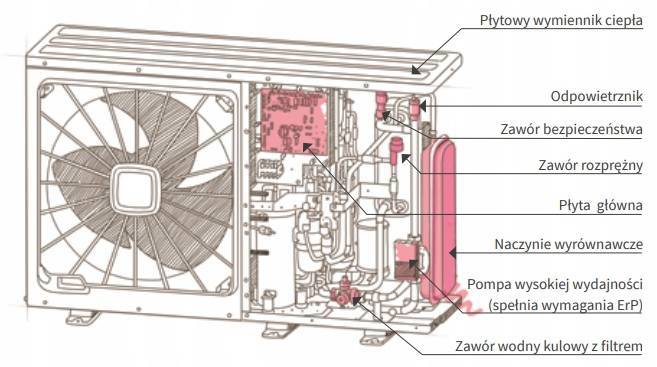 Płytowy wymiennik ciepła
Odpowietrznik
Zawór bezpieczeństwa
Zawór rozprężny
Płyta główna
Naczynie wyrównawcze
Pompa wysokiej wydajności
(spełnia wymagania ErP)
Zawór wodny kulowy z filtrem